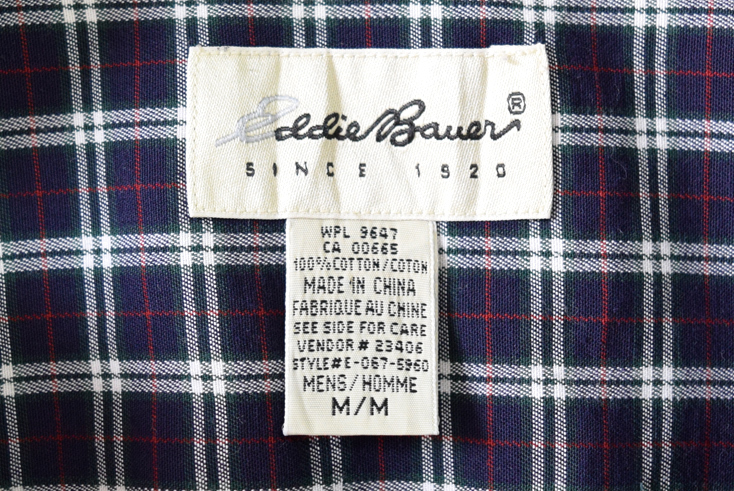 Eddie Bauer®
SINCE 1920
WPL 9647
CA 00665
100%COTTON/COTON
MADE IN CHINA
FABRIQUE AU CHINE
SEE SIDE FOR CARE
VENDOR# 23406
STYLE#E-067-5960
MENS/HOMME
M/M